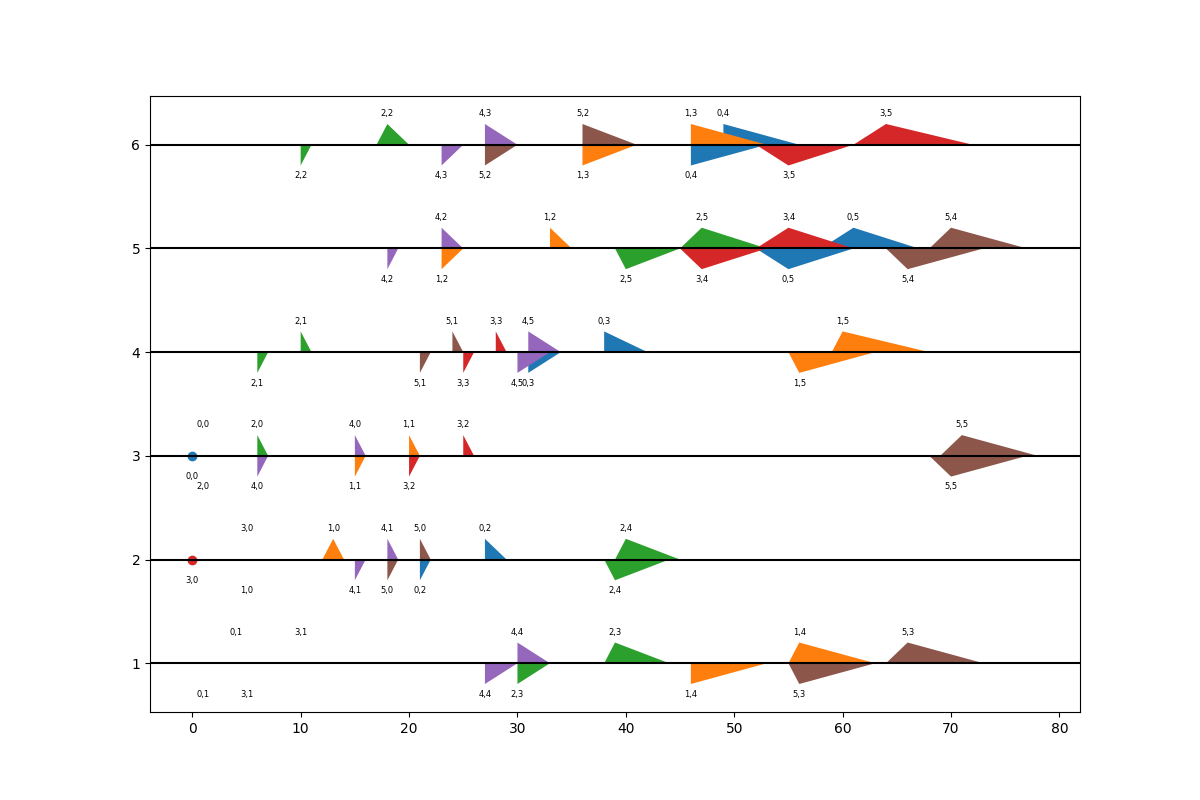 2,2 4,3 5,2 1,3 0,4 3,5
6
2,2 4,3 5,2 1,3 0,4 3,5
4,2 1,2 2,5 3,4 0,5 5,4
5
4,2 1,2 2,5 3,4 0,5 5,4
2,1 5,1 3,3 4,5 0,3 1,5
4
2,1 5,1 3,3 4,5 0,3 1,5
0,0 2,0 4,0 1,1 3,2 5,5
3
0,0
2,0 4,0 1,1 3,2 5,5
3,0 1,0 4,1 5,0 0,2 2,4
2
3,0
1,0 4,1 5,0 0,2 2,4
0,1 3,1 4,4 2,3 1,4 5,3
1
0,1 3,1 4,4 2,3 1,4 5,3
0 10 20 30 40 50 60 70 80